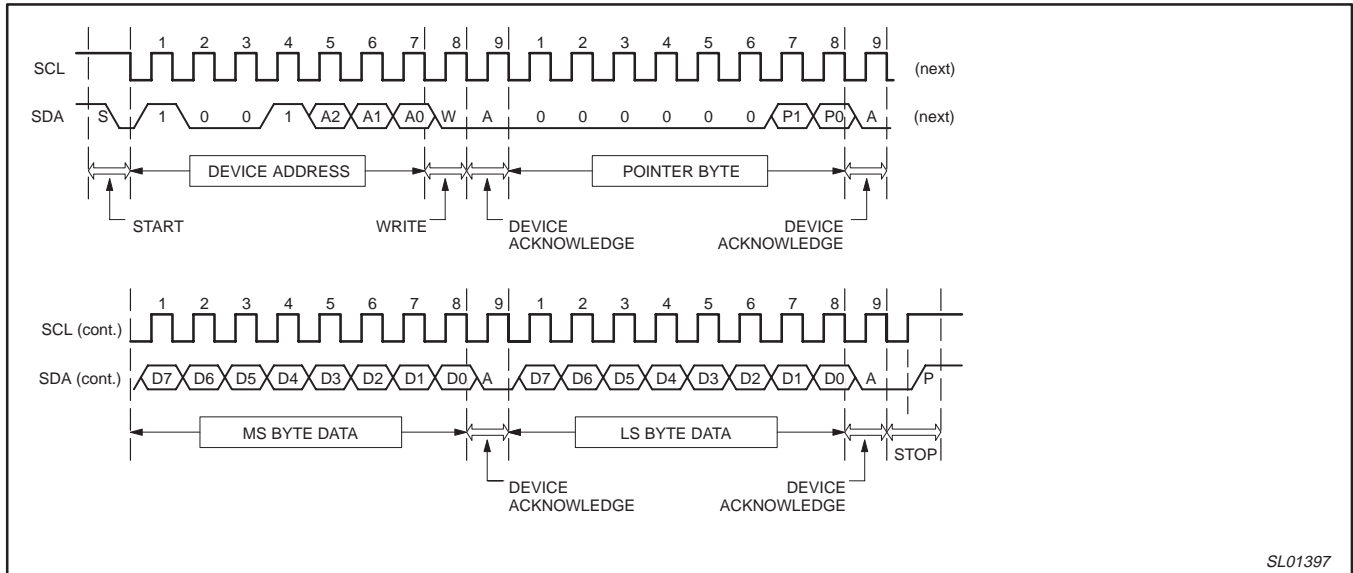 1 2 3 4 5 6 7 8 9 1 2 3 4 5 6 7 8 9
SCL (next)
SDA S 1 0 0 1 A2 A1 A0 W A 0 0 0 0 0 0 P1 P0 A (next)
DEVICE ADDRESS POINTER BYTE
START WRITE DEVICE DEVICE
ACKNOWLEDGE ACKNOWLEDGE
1 2 3 4 5 6 7 8 9 1 2 3 4 5 6 7 8 9
SCL (cont.)
SDA (cont.) D7 D6 D5 D4 D3 D2 D1 D0 A D7 D6 D5 D4 D3 D2 D1 D0 A P
MS BYTE DATA LS BYTE DATA
STOP
DEVICE DEVICE
ACKNOWLEDGE ACKNOWLEDGE
SL01397